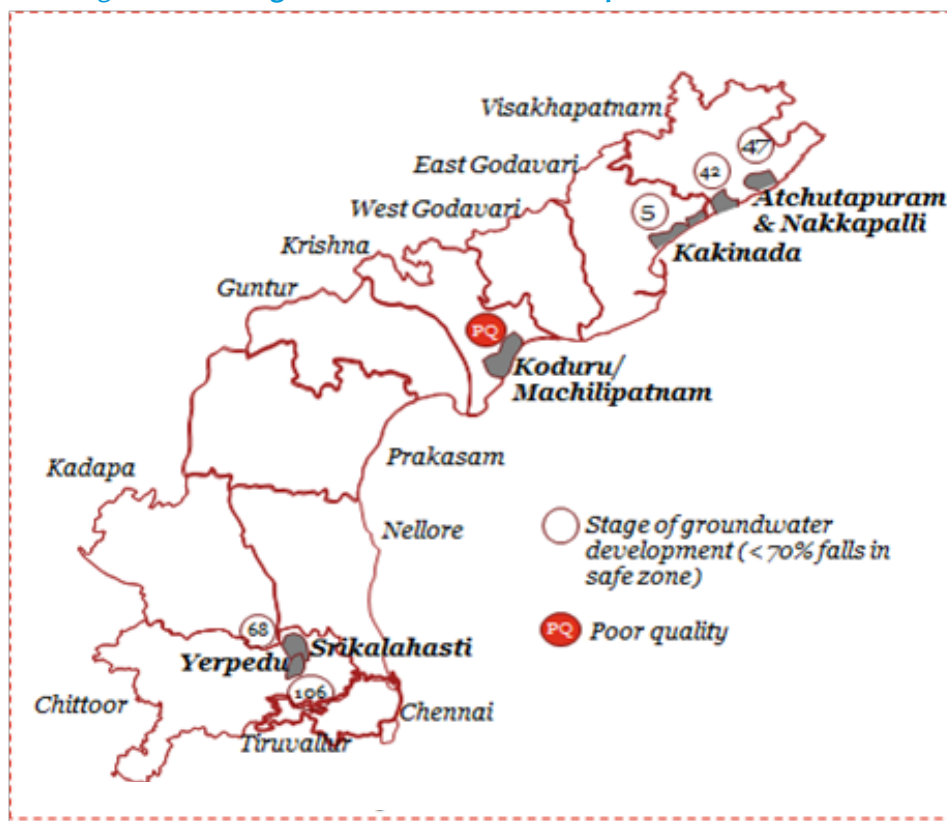 Visakhapatnam
47
East Godavari
42
West Godavari
5
Atchutapuram
& Nakkapalli
Krishna
Kakinada
Guntur
PQ
Koduru/
Machilipatnam
Prakasam
Kadapa
Nellore
Stage of groundwater
development (< 70% falls in
safe zone)
PQ Poor quality
68
Srikalahasti
Yerpedu
106
Chittoor
Chennai
Tiruvallur